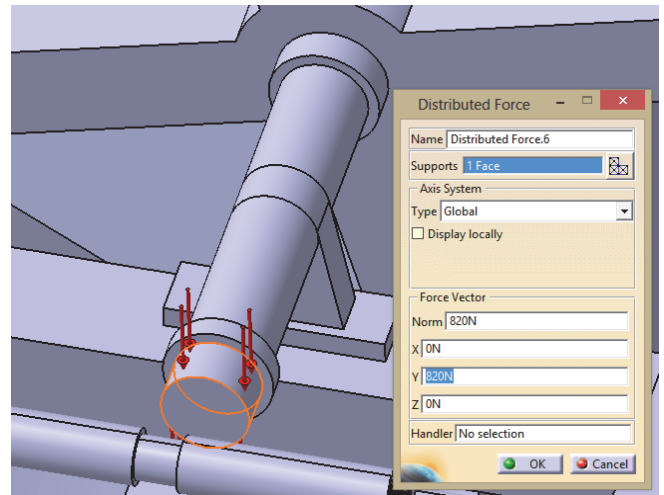 Distributed Force
Name Distributed Force.6
Supports 1 Face
Axis System
Type Global
Display locally
Force Vector
Norm 820N
X 0N
Y 820N
Z 0N
Handler No selection
OK Cancel